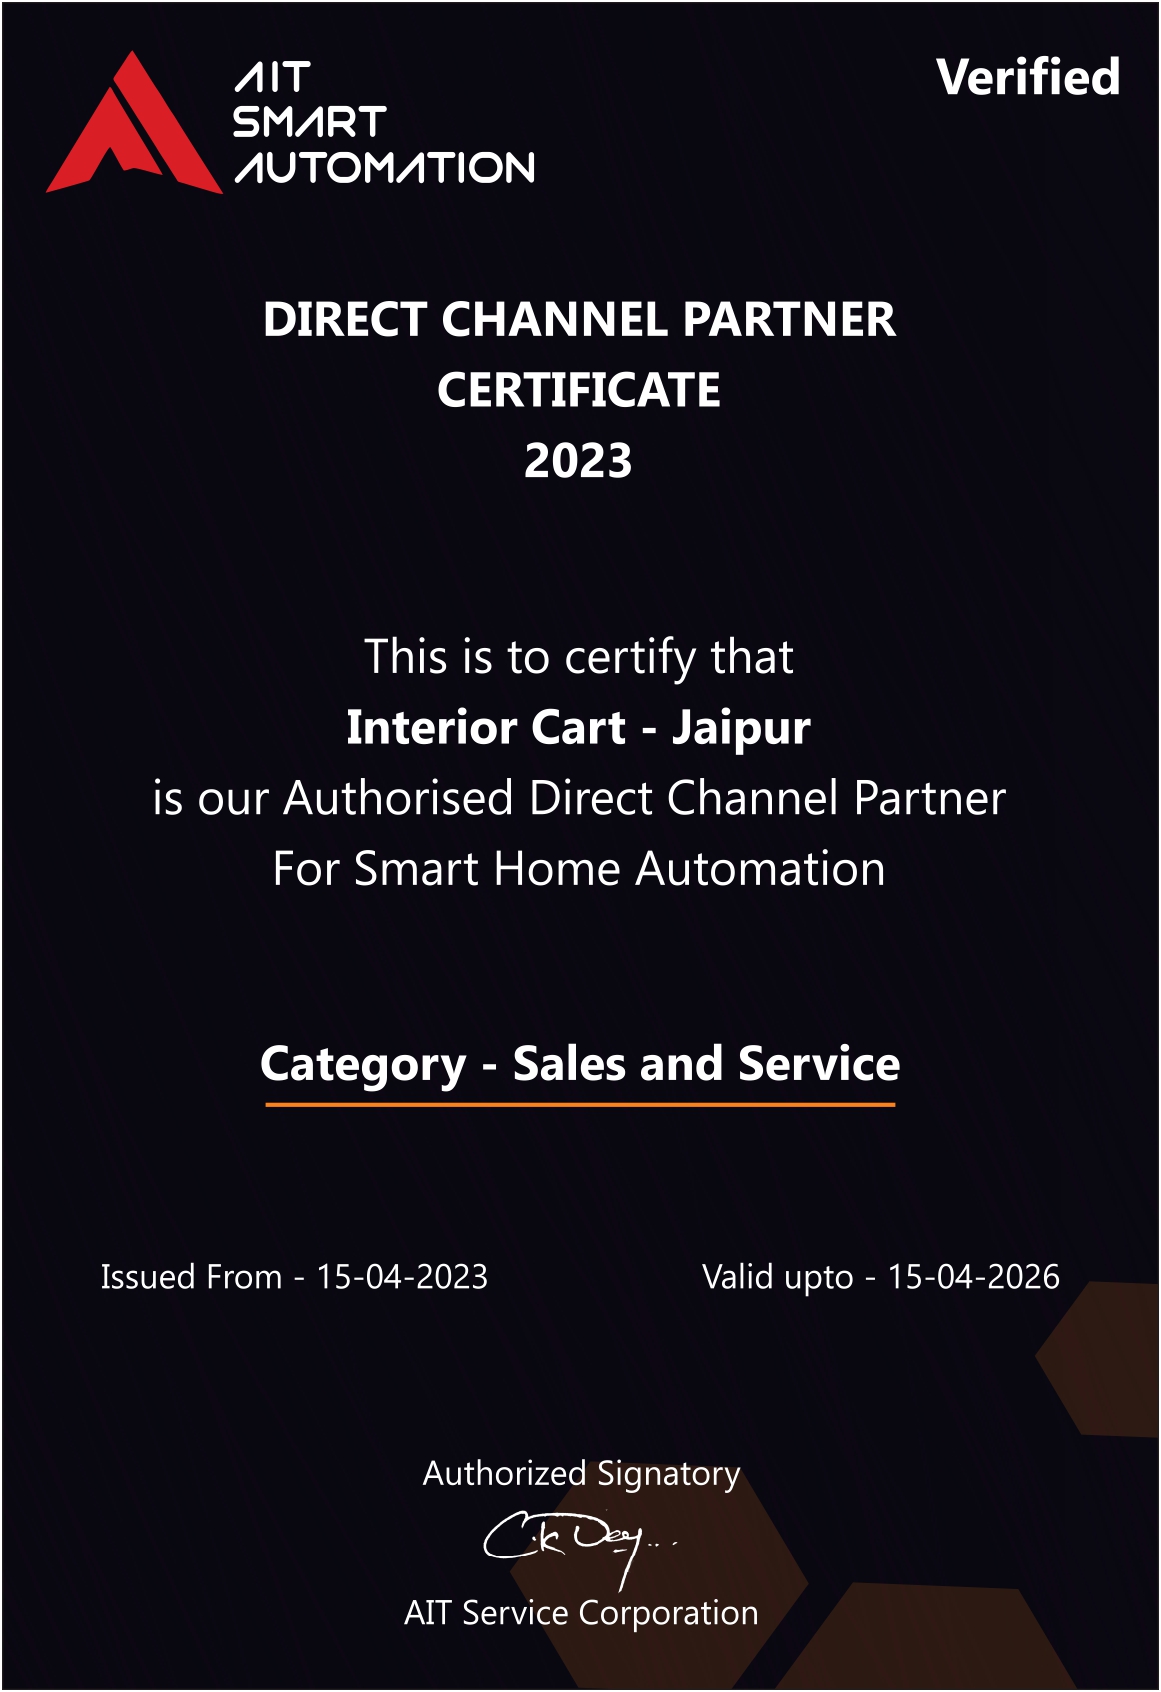 AIT
SMART
AUTOMATION
Verified
DIRECT CHANNEL PARTNER
CERTIFICATE
2023
This is to certify that
Interior Cart - Jaipur
is our Authorised Direct Channel Partner
For Smart Home Automation
Category - Sales and Service
Issued From - 15-04-2023
Valid upto - 15-04-2026
Authorized Signatory
AIT Service Corporation